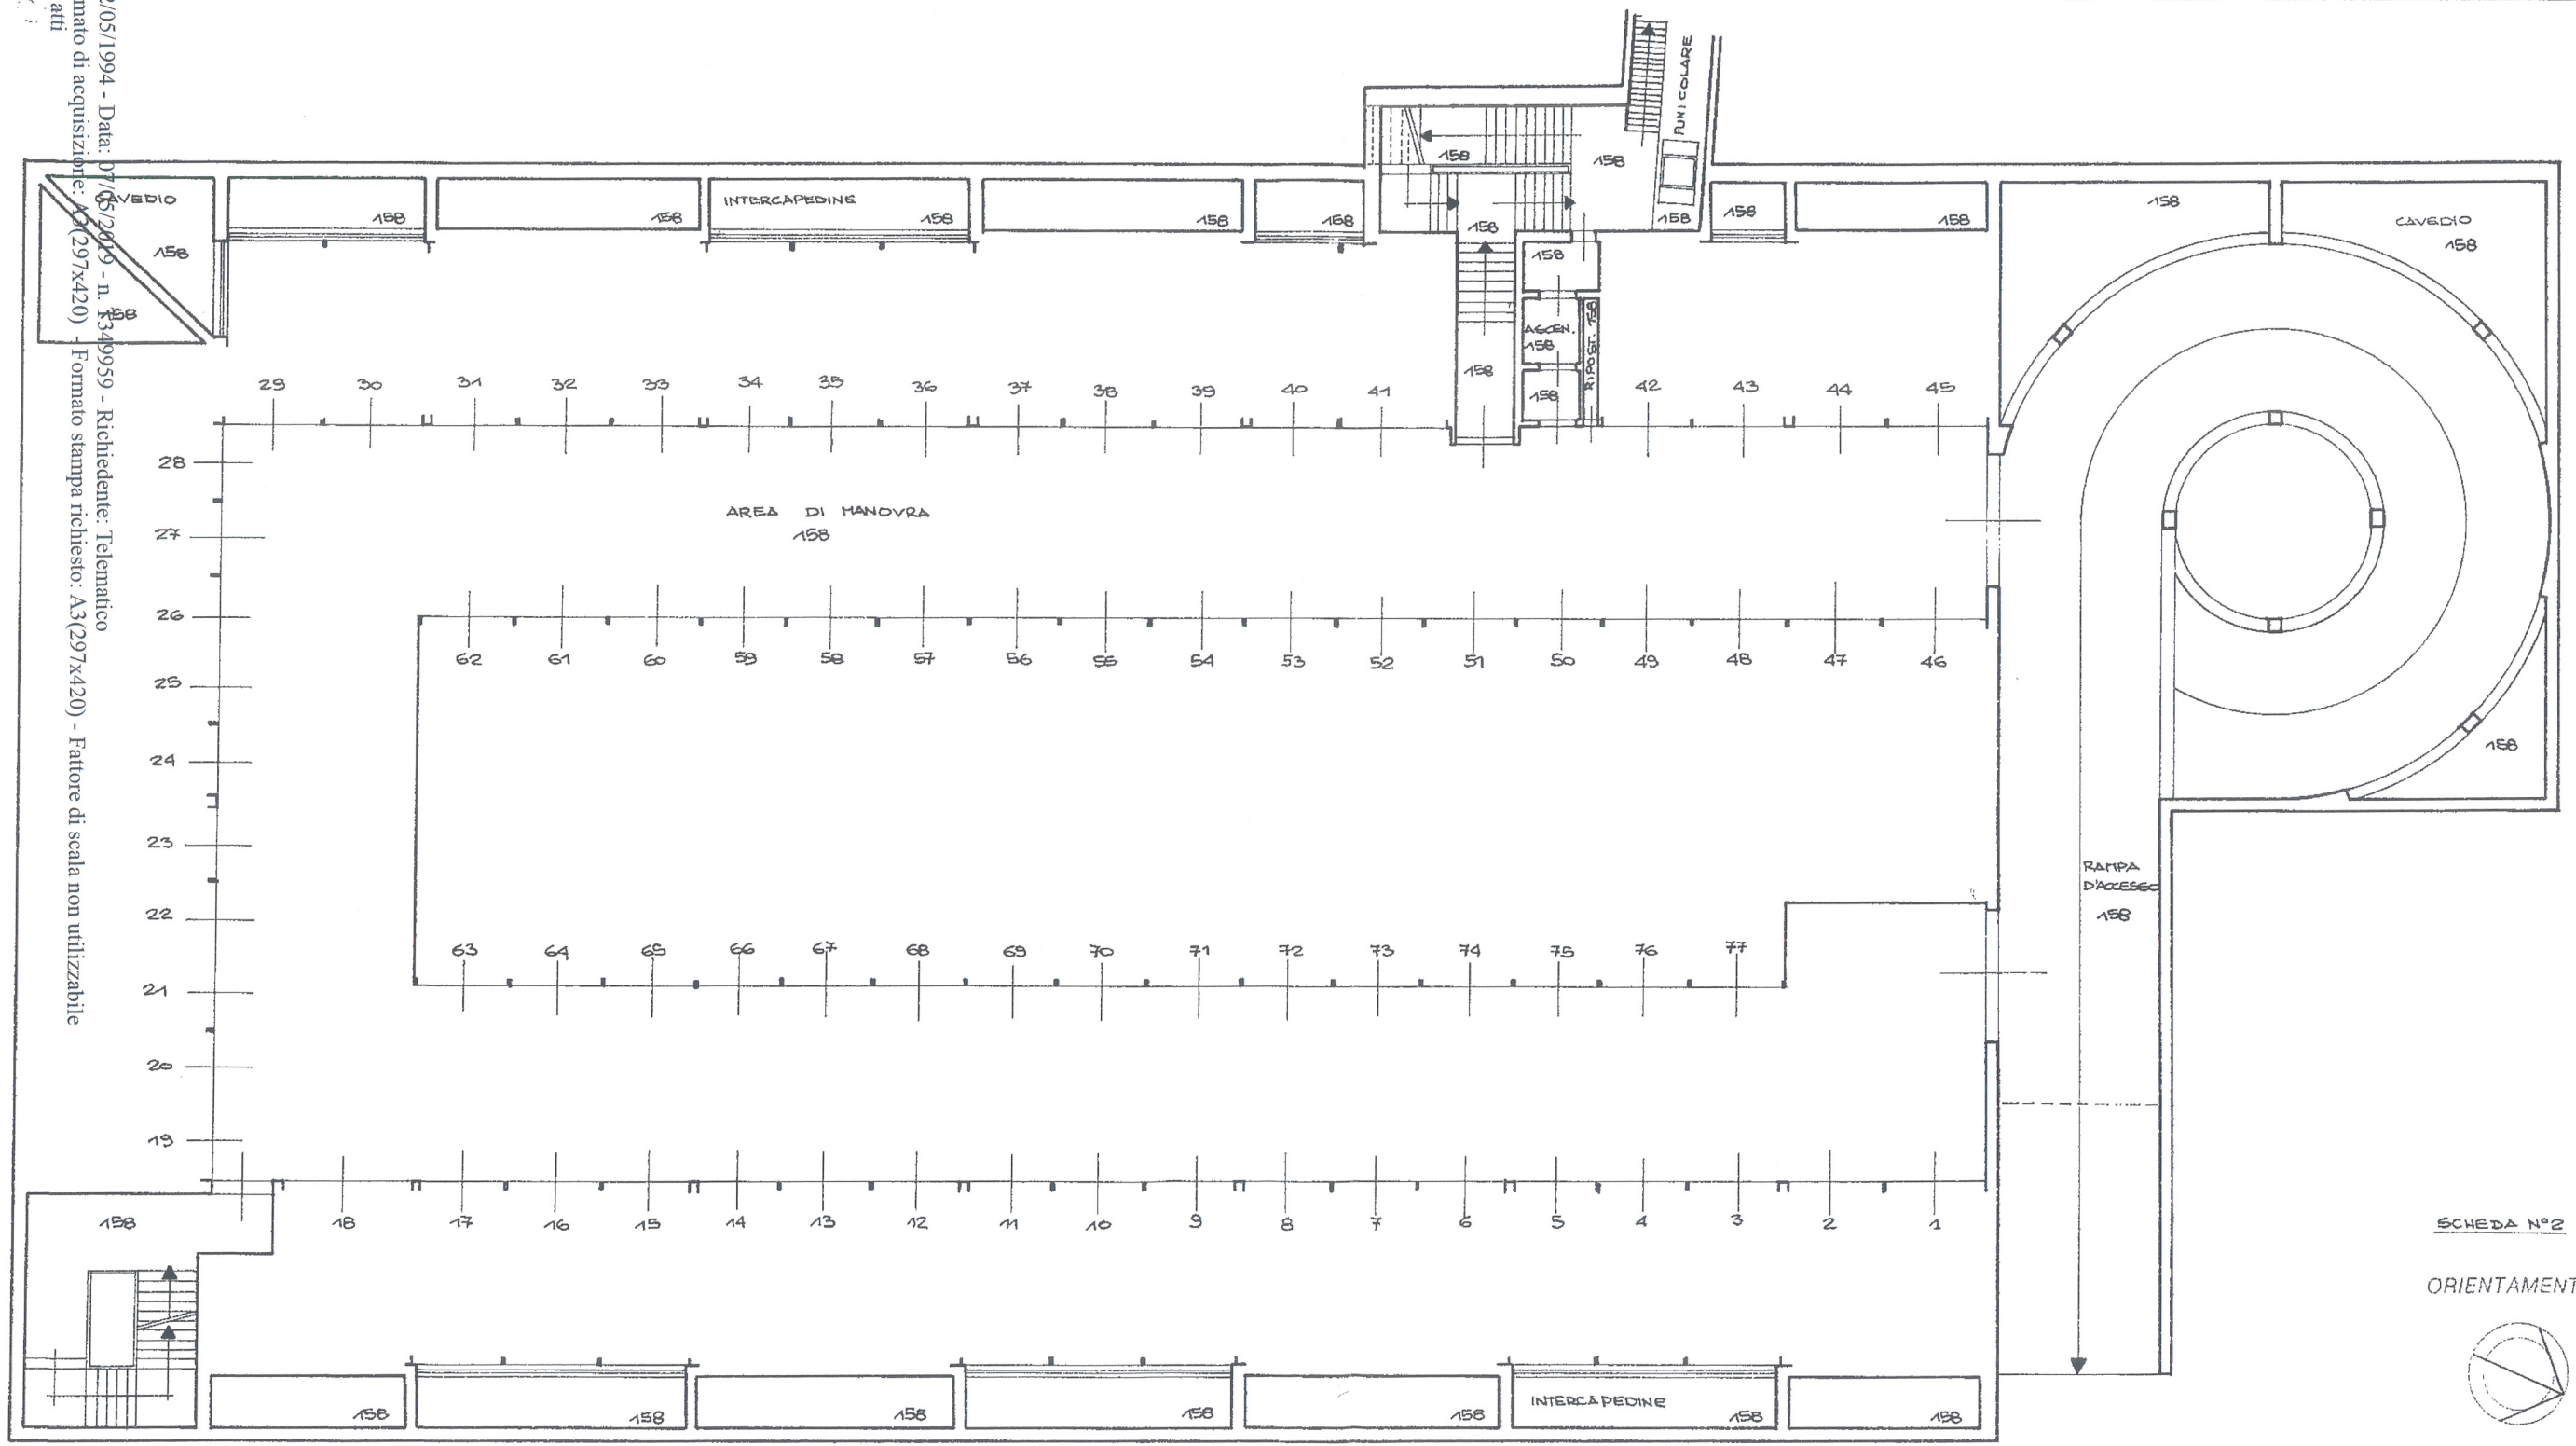 2/05/1994 - Data: 07/05/2019 - n. T349959 - Richiedente: Telematico
mato di acquisizione: A3(297x420) - Formato stampa richiesto: A3(297x420) - Fattore di scala non utilizzabile
atti
FUNICOLARE
158
158
158
158
158
CAVEDIO
158
158
158
158
INTERCAPEDINE
158
158
158
158
158
158
CAVEDIO
158
158
ASCEN.
158
RIPOST. 158
158
158
29 30 31 32 33 34 35 36 37 38 39 40 41 42 43 44 45
28
AREA DI MANOVRA
158
27
26
62 61 60 59 58 57 56 55 54 53 52 51 50 49 48 47 46
25
24
158
23
RAMPA
D'ACCESSO
158
22
63 64 65 66 67 68 69 70 71 72 73 74 75 76 77
21
20
19
158
18 17 16 15 14 13 12 11 10 9 8 7 6 5 4 3 2 1
SCHEDA N°2
ORIENTAMENT
158 158 158 158 158
INTERCAPEDINE
158 158